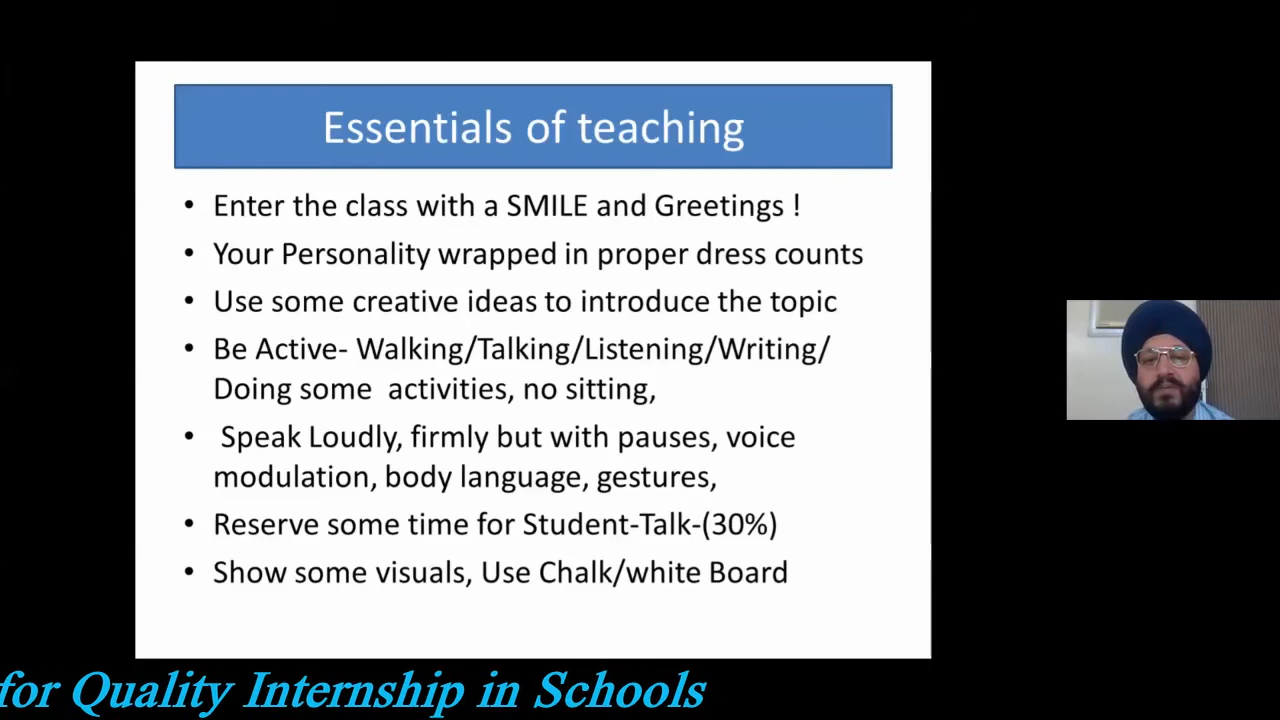 Essentials of teaching
• Enter the class with a SMILE and Greetings !
• Your Personality wrapped in proper dress counts
• Use some creative ideas to introduce the topic
• Be Active- Walking/Talking/Listening/Writing/
Doing some activities, no sitting,
• Speak Loudly, firmly but with pauses, voice
modulation, body language, gestures,
• Reserve some time for Student-Talk-(30%)
• Show some visuals, Use Chalk/white Board
for Quality Internship in Schools